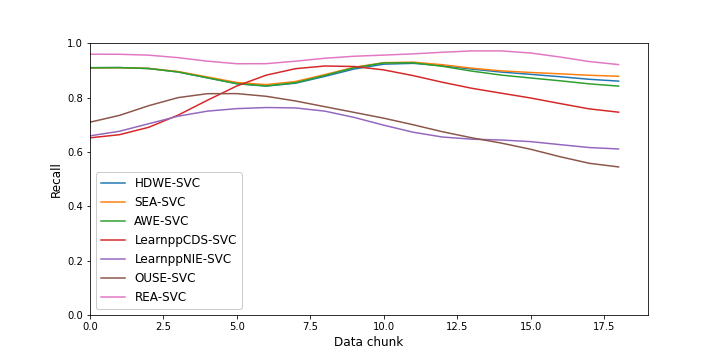 1.0
0.8
0.6
0.4
0.2
0.0
Recall
HDWE-SVC
SEA-SVC
AWE-SVC
LearnppCDS-SVC
LearnppNIE-SVC
OUSE-SVC
REA-SVC
0.0 2.5 5.0 7.5 10.0 12.5 15.0 17.5
Data chunk